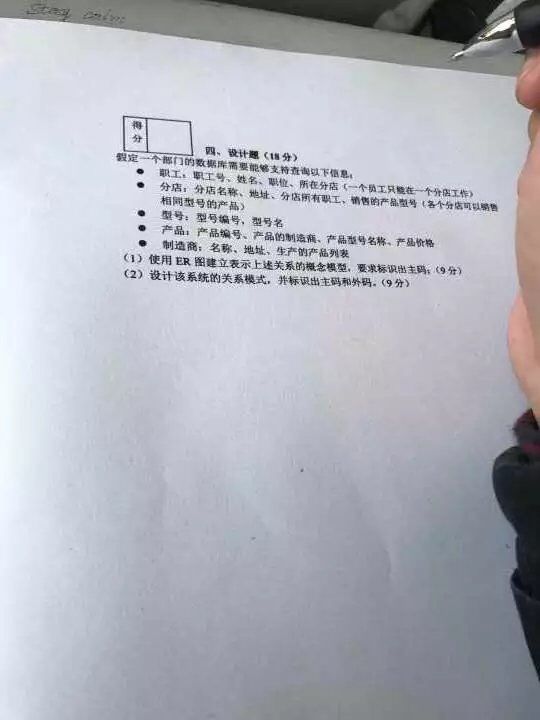 得分
四、设计题（18分）
假定一个部门的数据库需要能够支持查询以下信息：
● 职工：职工号、姓名、职位、所在分店（一个员工只能在一个分店工作）
● 分店：分店名称、地址、分店所有职工、销售的产品型号（各个分店可以销售
相同型号的产品）
● 型号：型号编号，型号名
● 产品：产品编号、产品的制造商、产品型号名称、产品价格
● 制造商：名称、地址、生产的产品列表
（1）使用ER图建立表示上述关系的概念模型，要求标识出主码；（9分）
（2）设计该系统的关系模式，并标识出主码和外码。（9分）